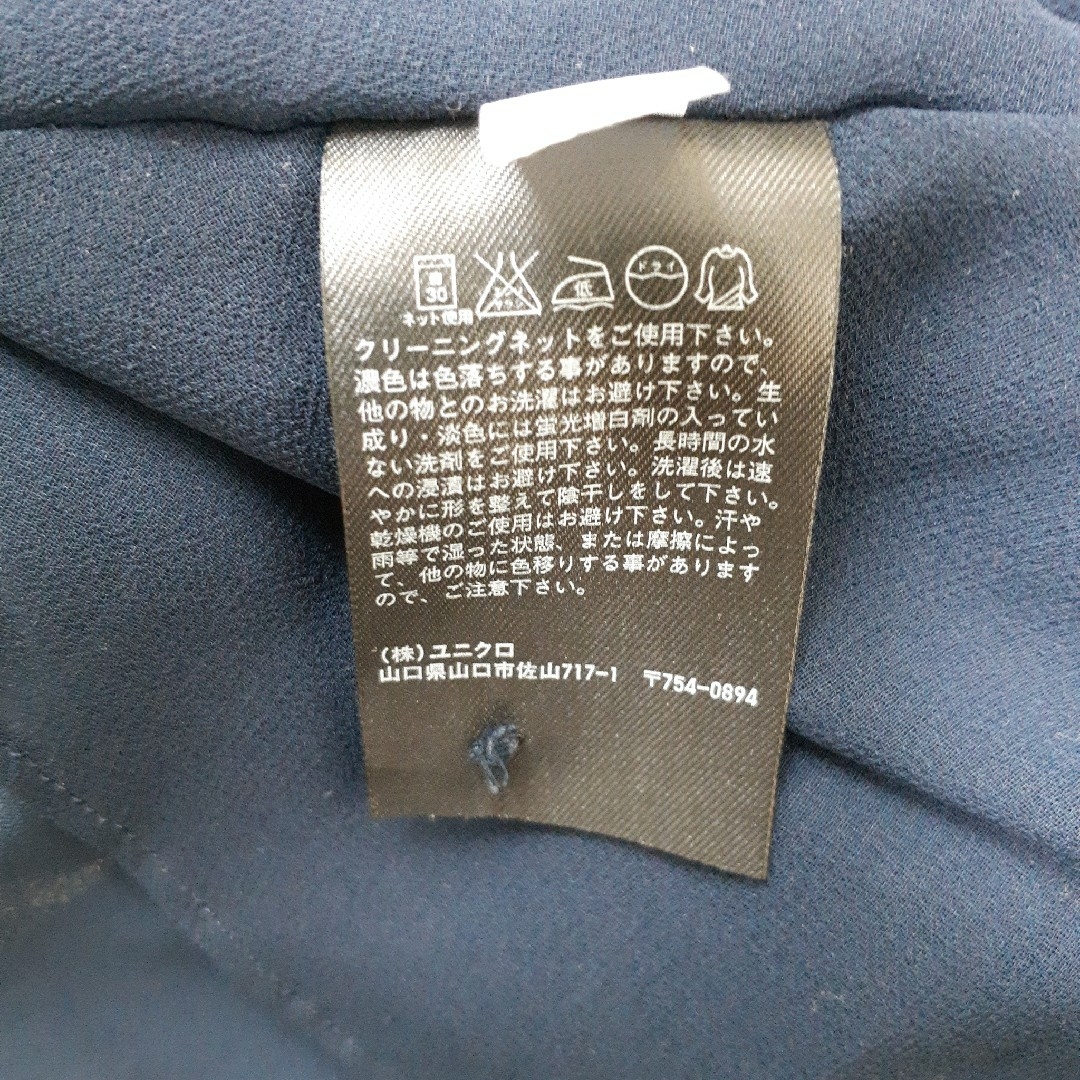 30
ネット使用
低
ドライ
クリーニングネットをご使用下さい。
濃色は色落ちする事がありますので、
他の物とのお洗濯はお避け下さい。生
成り・淡色には蛍光増白剤の入ってい
ない洗剤をご使用下さい。長時間の水
への浸漬はお避け下さい。洗濯後は速
やかに形を整えて陰干しをして下さい。
乾燥機のご使用はお避け下さい。汗や
雨等で湿った状態、または摩擦によっ
て、他の物に色移りする事があります
ので、ご注意下さい。
(株)ユニクロ
山口県山口市佐山717-1 〒754-0894